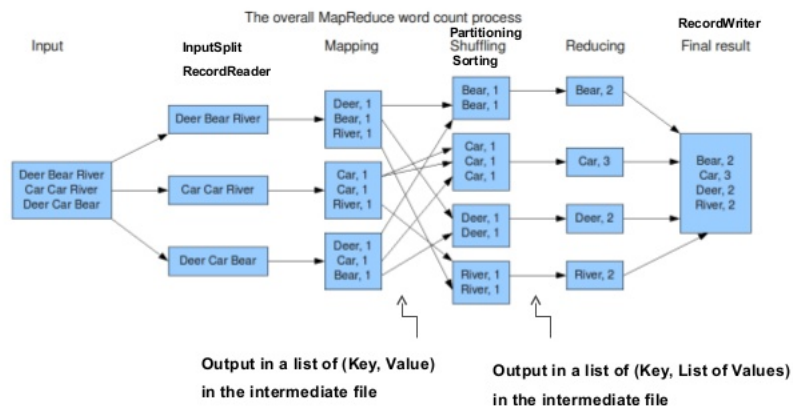 The overall MapReduce word count process
Input
InputSplit
RecordReader
Mapping
Partitioning
Shuffling
Sorting
Reducing
RecordWriter
Final result
Deer Bear River
Car Car River
Deer Car Bear
Deer Bear River
Car Car River
Deer Car Bear
Deer, 1
Bear, 1
River, 1
Car, 1
Car, 1
River, 1
Deer, 1
Car, 1
Bear, 1
Bear, 1
Bear, 1
Car, 1
Car, 1
Car, 1
Deer, 1
Deer, 1
River, 1
River, 1
Bear, 2
Car, 3
Deer, 2
River, 2
Bear, 2
Car, 3
Deer, 2
River, 2
Output in a list of (Key, Value)
in the intermediate file
Output in a list of (Key, List of Values)
in the intermediate file